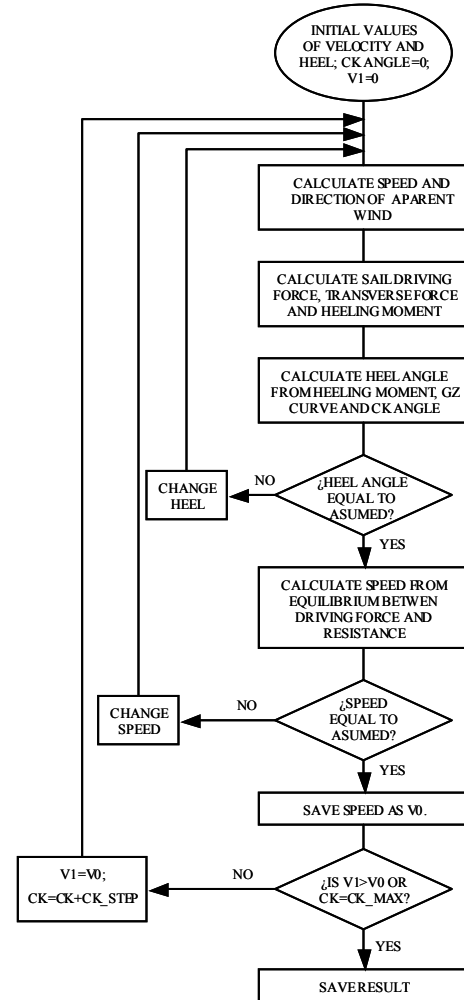 INITIAL VALUES
OF VELOCITY AND
HEEL; CK ANGLE=0;
V1=0
CALCULATE SPEED AND
DIRECTION OF APARENT
WIND
CALCULATE SAIL DRIVING
FORCE, TRANSVERSE FORCE
AND HEELING MOMENT
CALCULATE HEEL ANGLE
FROM HEELING MOMENT, GZ
CURVE AND CK ANGLE
¿HEEL ANGLE
EQUAL TO
ASUMED?
NO
CHANGE
HEEL
YES
CALCULATE SPEED FROM
EQUILIBRIUM BETWEN
DRIVING FORCE AND
RESISTANCE
¿SPEED
EQUAL TO
ASUMED?
NO
CHANGE
SPEED
YES
SAVE SPEED AS V0.
¿IS V1>V0 OR
CK=CK_MAX?
NO
V1=V0;
CK=CK+CK_STEP
YES
SAVE RESULT